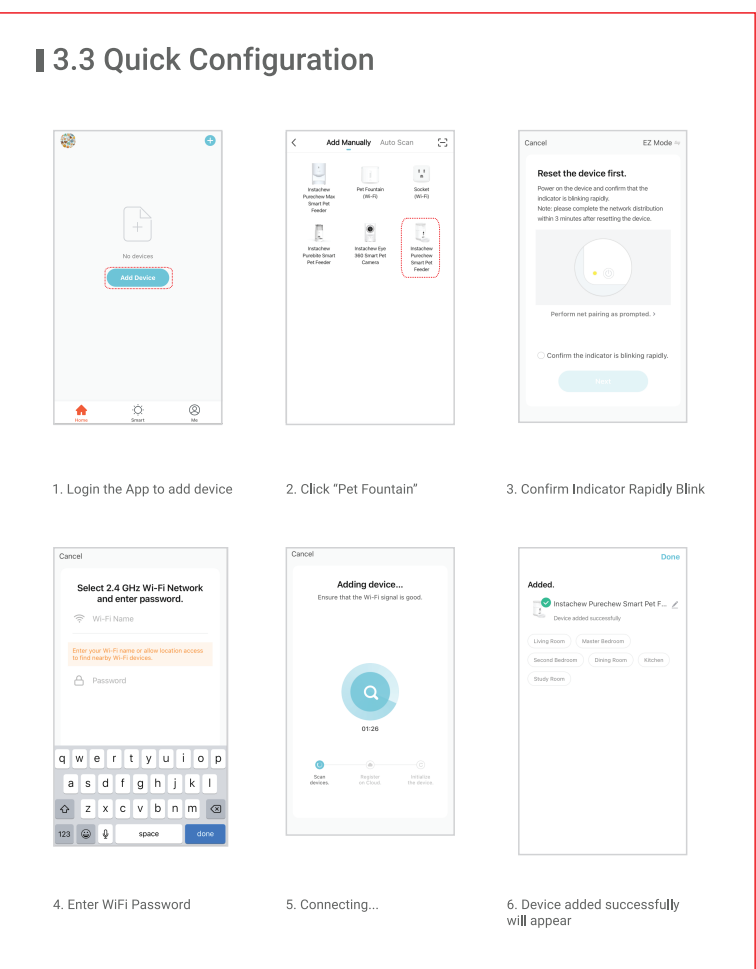 3.3 Quick Configuration
No devices
Add Device
Home
Smart
Me
Add Manually
Auto Scan
Instachew
Purechew Max
Smart Pet
Feeder
Pet Fountain
(Wi-Fi)
Socket
(Wi-Fi)
Instachew
Purebite Smart
Pet Feeder
Instachew Eye
360 Smart Pet
Camera
Instachew
Purechew
Smart Pet
Feeder
Cancel
EZ Mode
Reset the device first.
Power on the device and confirm that the
indicator is blinking rapidly.
Note: please complete the network distribution
within 3 minutes after resetting the device.
Perform net pairing as prompted. >
Confirm the indicator is blinking rapidly.
Next
1. Login the App to add device
2. Click “Pet Fountain”
3. Confirm Indicator Rapidly Blink
Cancel
Select 2.4 GHz Wi-Fi Network
and enter password.
Wi-Fi Name
Enter your Wi-Fi name or allow location access
to find nearby Wi-Fi devices.
Password
q w e r t y u i o p
a s d f g h j k l
z x c v b n m
123 space done
Cancel
Adding device...
Ensure that the Wi-Fi signal is good.
01:26
Scan
devices.
Register
on Cloud.
Initialize
the device.
Done
Added.
Instachew Purechew Smart Pet F...
Device added successfully
Living Room
Master Bedroom
Second Bedroom
Dining Room
Kitchen
Study Room
4. Enter WiFi Password
5. Connecting...
6. Device added successfully
will appear